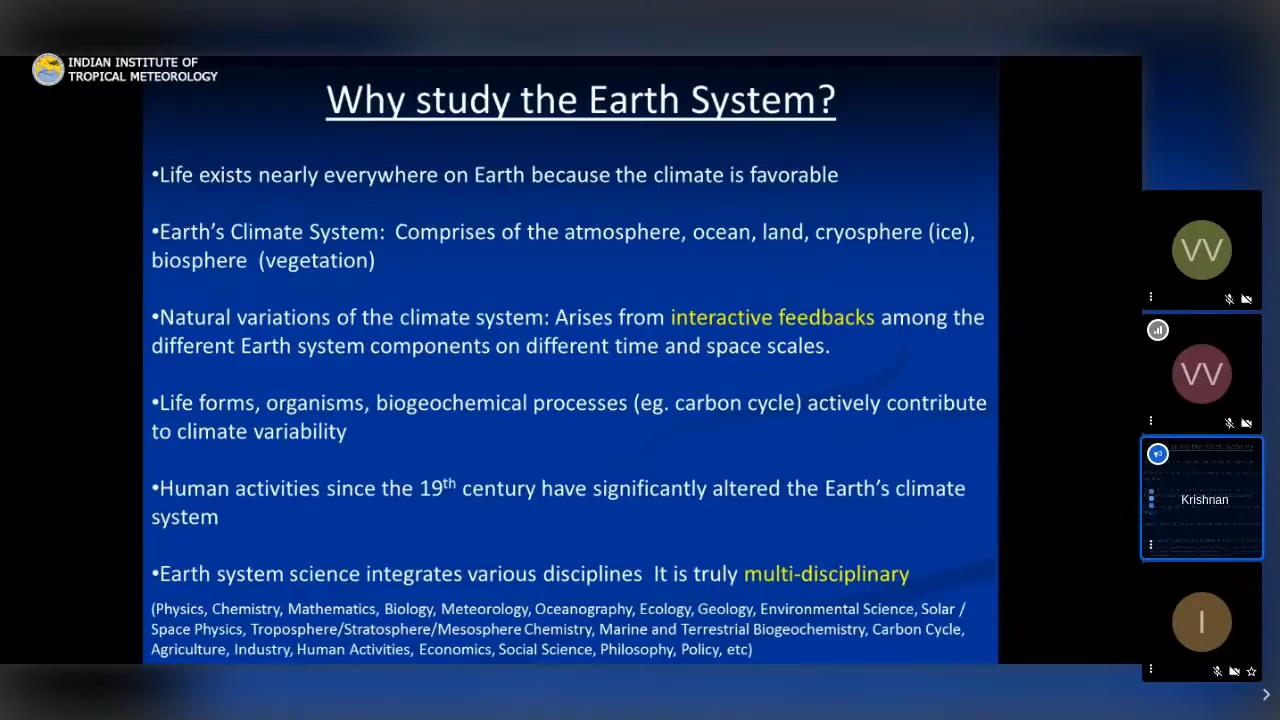 INDIAN INSTITUTE OF
TROPICAL METEOROLOGY
Why study the Earth System?
•Life exists nearly everywhere on Earth because the climate is favorable
•Earth's Climate System:  Comprises of the atmosphere, ocean, land, cryosphere (ice),
biosphere  (vegetation)
•Natural variations of the climate system: Arises from interactive feedbacks among the
different Earth system components on different time and space scales.
•Life forms, organisms, biogeochemical processes (eg. carbon cycle) actively contribute
to climate variability
•Human activities since the 19th century have significantly altered the Earth's climate
system
•Earth system science integrates various disciplines  It is truly multi-disciplinary
(Physics, Chemistry, Mathematics, Biology, Meteorology, Oceanography, Ecology, Geology, Environmental Science, Solar /
Space Physics, Troposphere/Stratosphere/Mesosphere Chemistry, Marine and Terrestrial Biogeochemistry, Carbon Cycle,
Agriculture, Industry, Human Activities, Economics, Social Science, Philosophy, Policy, etc)
VV
VV
Krishnan
I